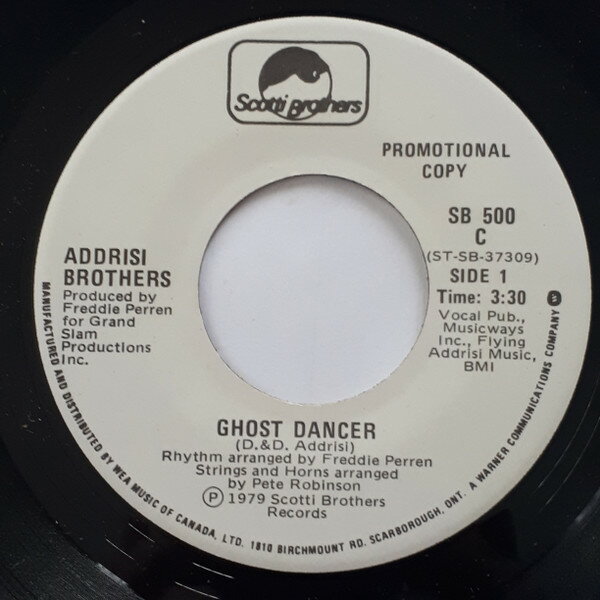 Scotti Brothers
PROMOTIONAL
COPY
SB 500
C
(ST-SB-37309)
SIDE 1
Time: 3:30
Vocal Pub.,
Musicways
Inc., Flying
Addrisi Music,
BMI
ADDRISI
BROTHERS
Produced by
Freddie Perren
for Grand
Slam
Productions
Inc.
GHOST DANCER
(D.&D. Addrisi)
Rhythm arranged by Freddie Perren
Strings and Horns arranged
by Pete Robinson
Ⓟ 1979 Scotti Brothers
Records
MANUFACTURED AND DISTRIBUTED BY WEA MUSIC OF CANADA, LTD. 1810 BIRCHMOUNT RD. SCARBOROUGH, ONT. A WARNER COMMUNICATIONS COMPANY